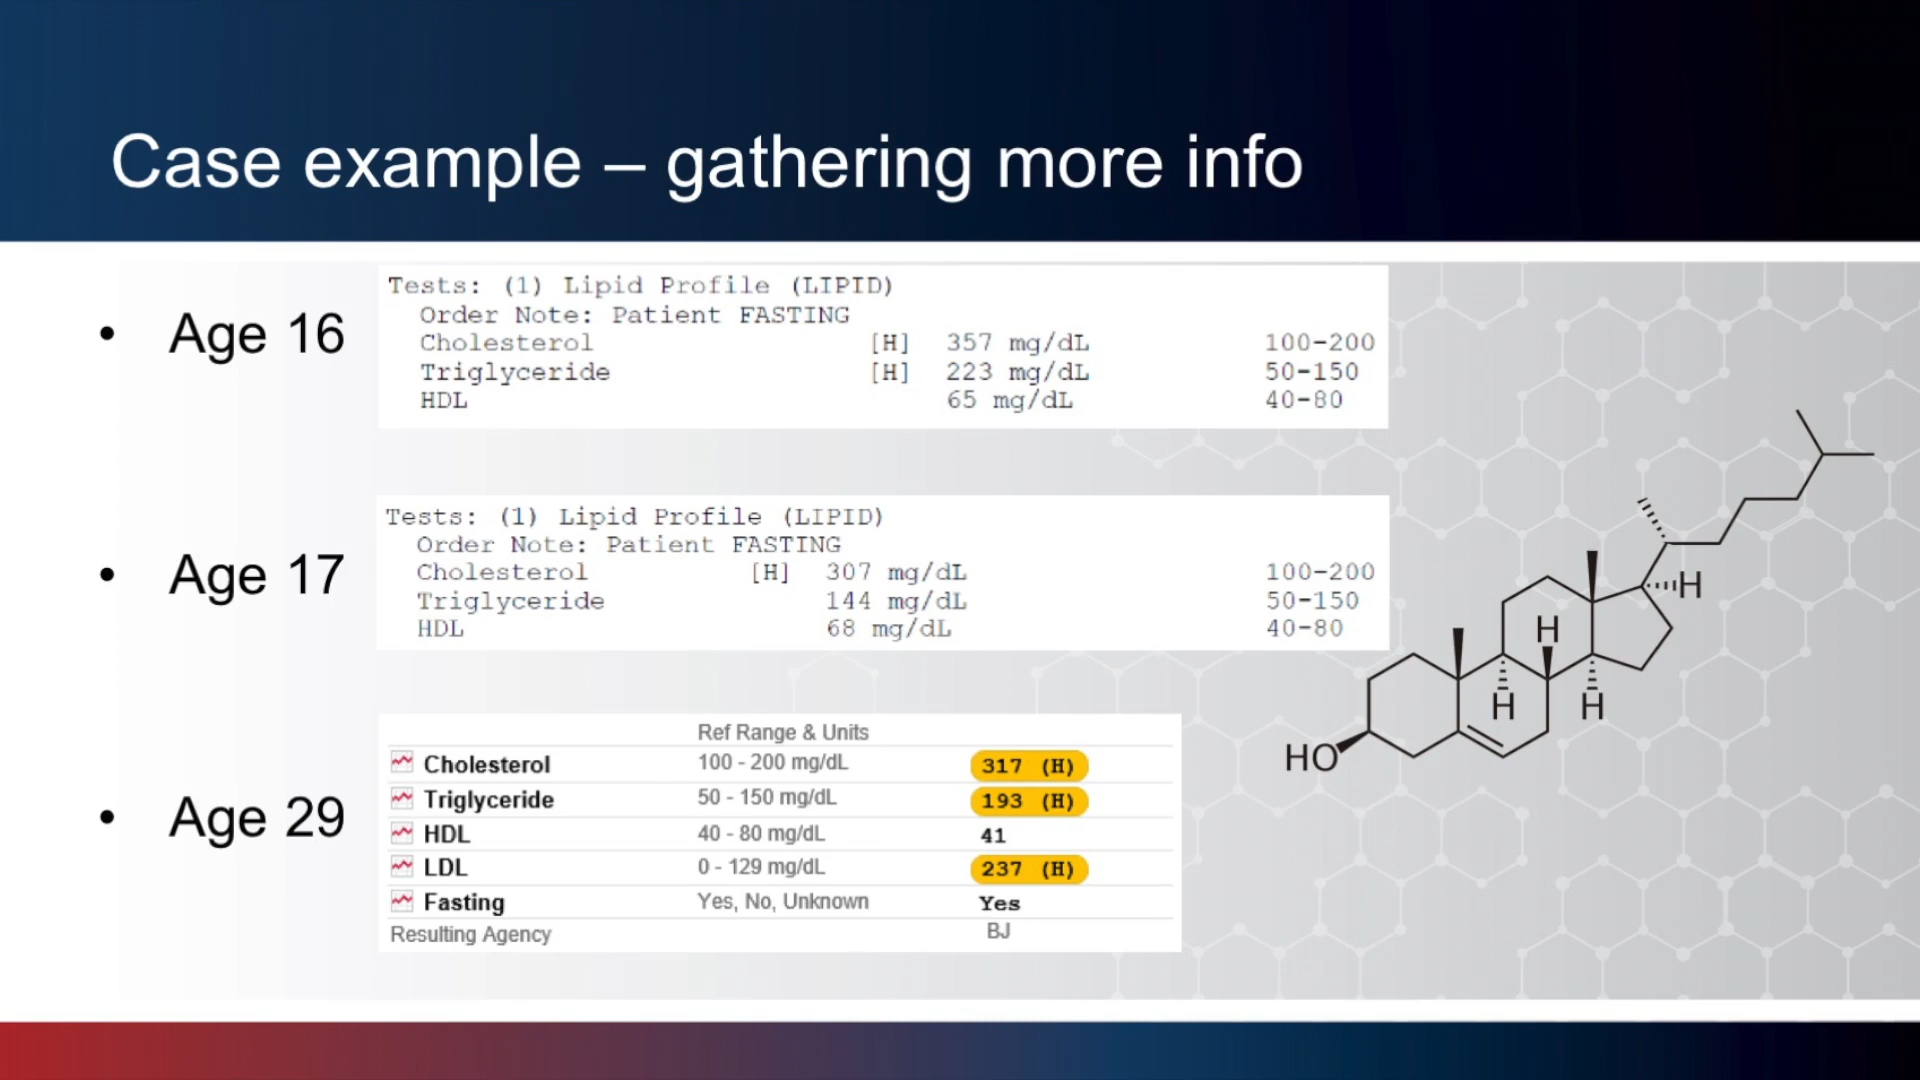 Case example – gathering more info
• Age 16
Tests: (1) Lipid Profile (LIPID)
Order Note: Patient FASTING
Cholesterol [H] 357 mg/dL 100-200
Triglyceride [H] 223 mg/dL 50-150
HDL 65 mg/dL 40-80
• Age 17
Tests: (1) Lipid Profile (LIPID)
Order Note: Patient FASTING
Cholesterol [H] 307 mg/dL 100-200
Triglyceride 144 mg/dL 50-150
HDL 68 mg/dL 40-80
• Age 29
Ref Range & Units
Cholesterol 100 - 200 mg/dL 317 (H)
Triglyceride 50 - 150 mg/dL 193 (H)
HDL 40 - 80 mg/dL 41
LDL 0 - 129 mg/dL 237 (H)
Fasting Yes, No, Unknown Yes
Resulting Agency BJ
H
H
H H
HO